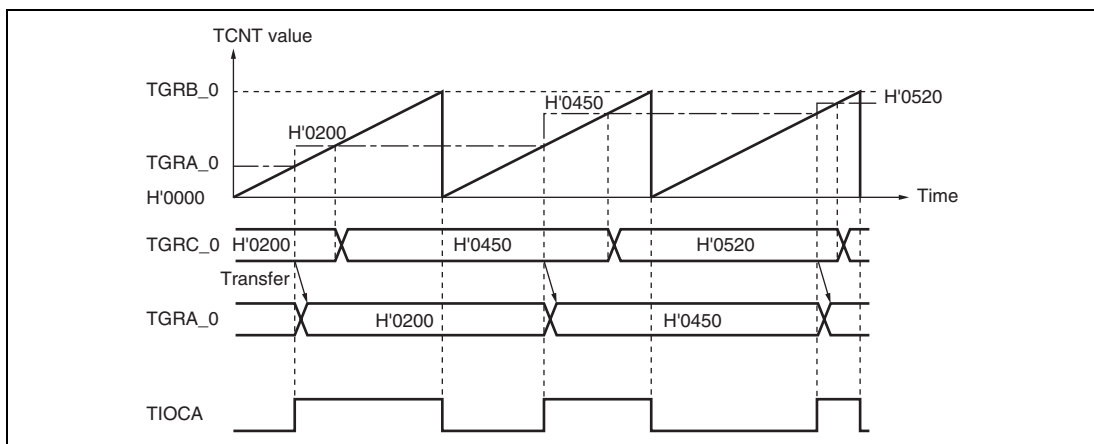 TCNT value
TGRB_0
H'0520
H'0450
H'0200
TGRA_0
H'0000
Time
TGRC_0 H'0200 H'0450 H'0520
Transfer
TGRA_0 H'0200 H'0450
TIOCA